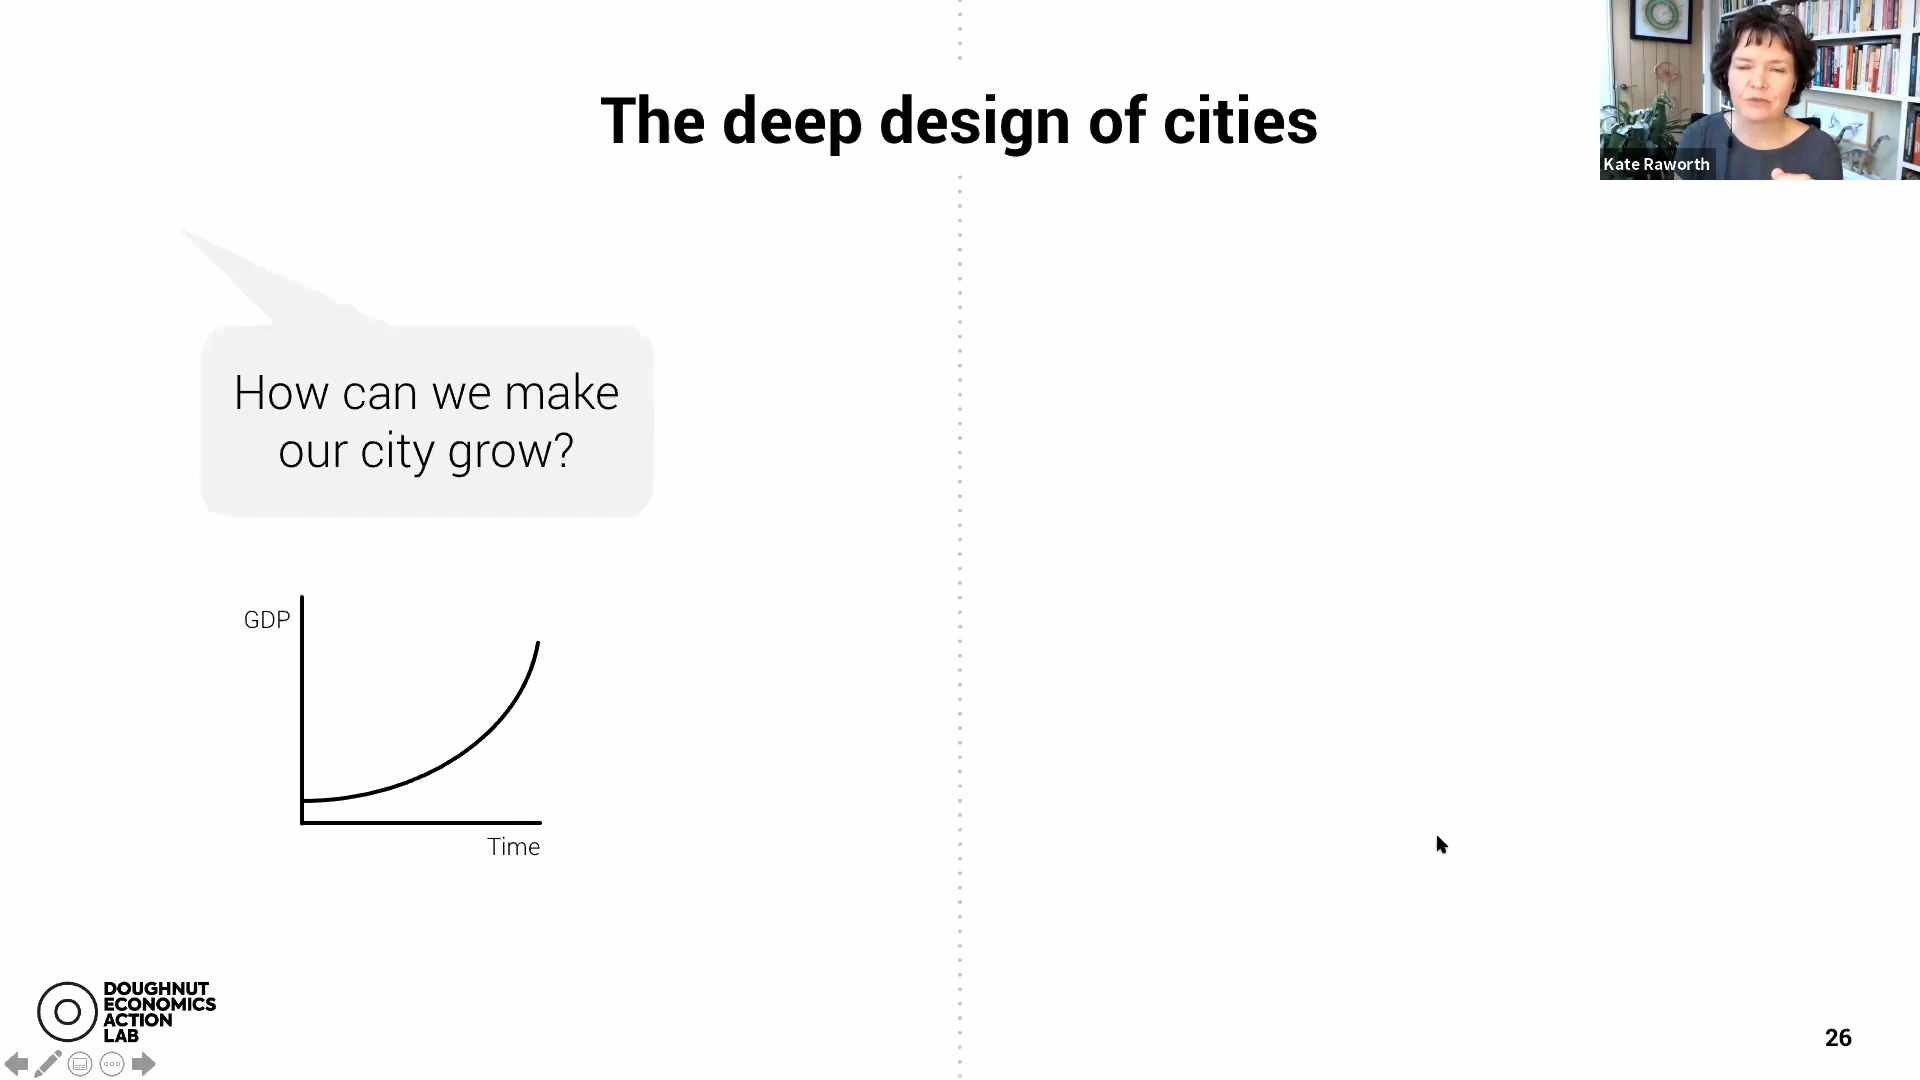 The deep design of cities
Kate Raworth
How can we make
our city grow?
GDP
Time
DOUGHNUT
ECONOMICS
ACTION
LAB
26